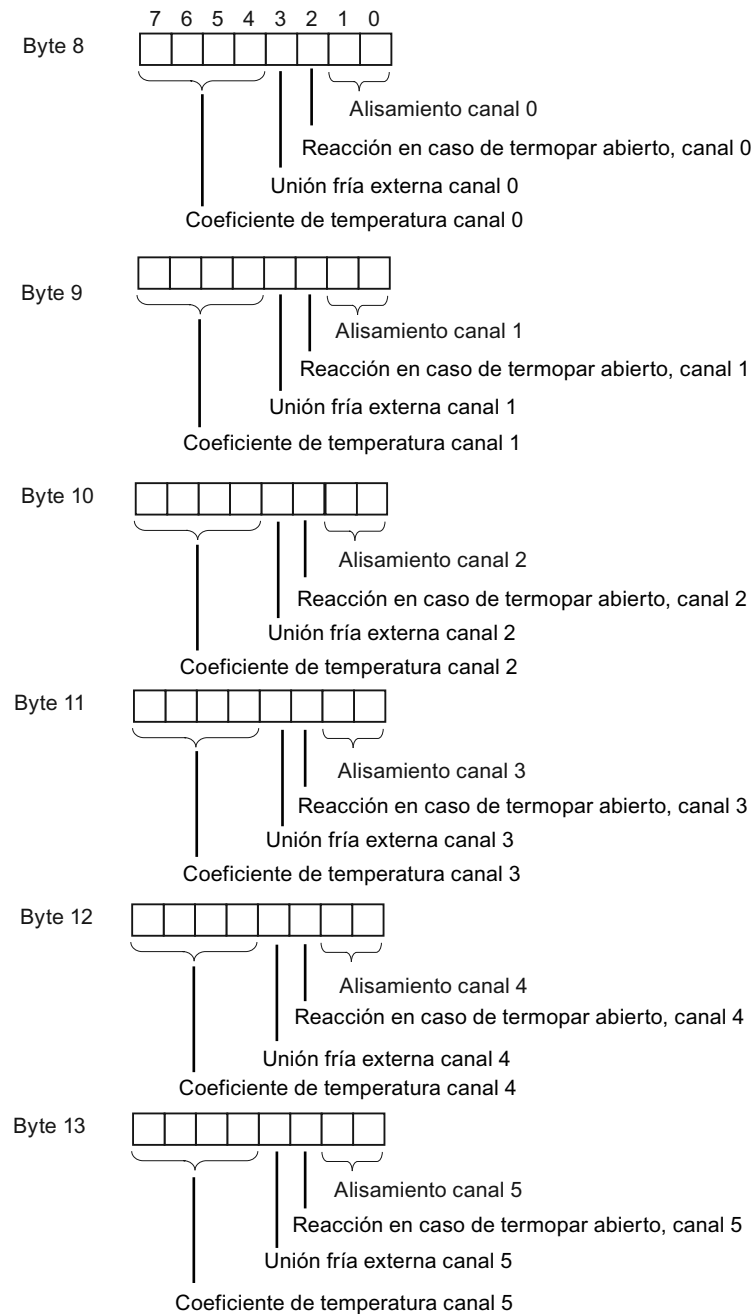 7 6 5 4 3 2 1 0
Byte 8
Alisamiento canal 0
Reacción en caso de termopar abierto, canal 0
Unión fría externa canal 0
Coeficiente de temperatura canal 0
Byte 9
Alisamiento canal 1
Reacción en caso de termopar abierto, canal 1
Unión fría externa canal 1
Coeficiente de temperatura canal 1
Byte 10
Alisamiento canal 2
Reacción en caso de termopar abierto, canal 2
Unión fría externa canal 2
Coeficiente de temperatura canal 2
Byte 11
Alisamiento canal 3
Reacción en caso de termopar abierto, canal 3
Unión fría externa canal 3
Coeficiente de temperatura canal 3
Byte 12
Alisamiento canal 4
Reacción en caso de termopar abierto, canal 4
Unión fría externa canal 4
Coeficiente de temperatura canal 4
Byte 13
Alisamiento canal 5
Reacción en caso de termopar abierto, canal 5
Unión fría externa canal 5
Coeficiente de temperatura canal 5